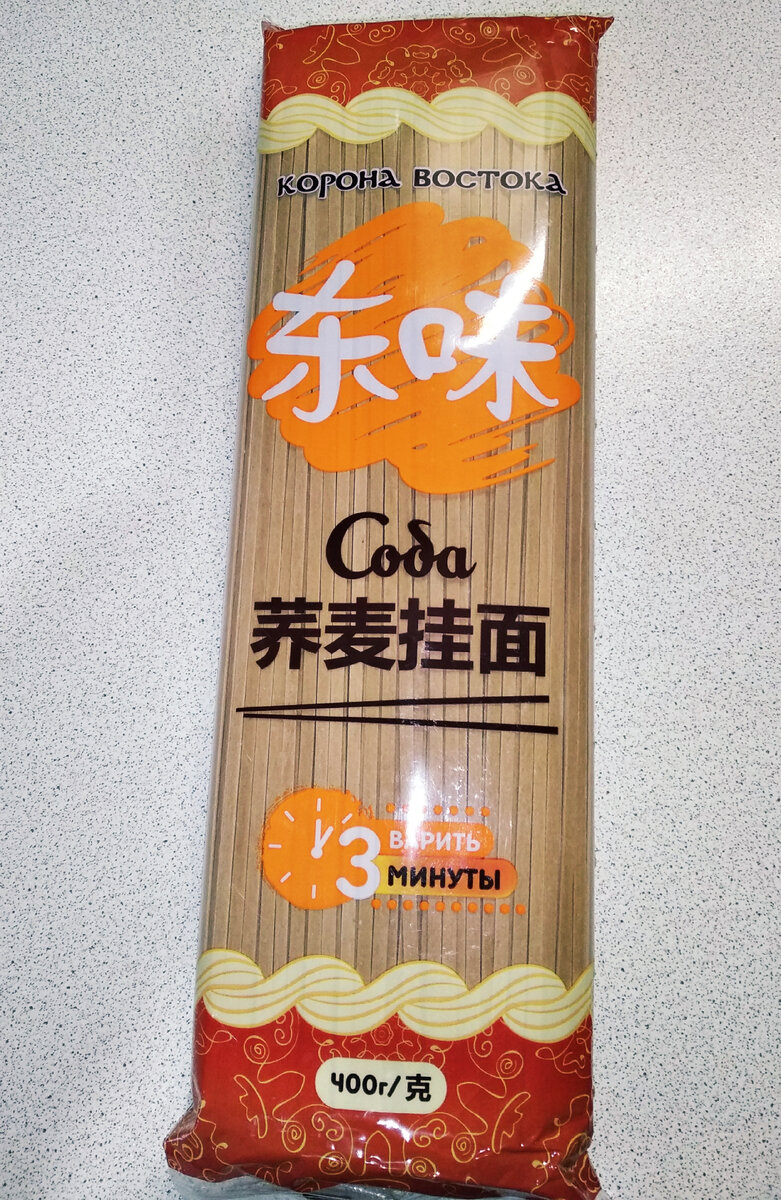 КОРОНА ВОСТОКА
东味
Соба
荞麦挂面
3 ВАРИТЬ
МИНУТЫ
400г/克